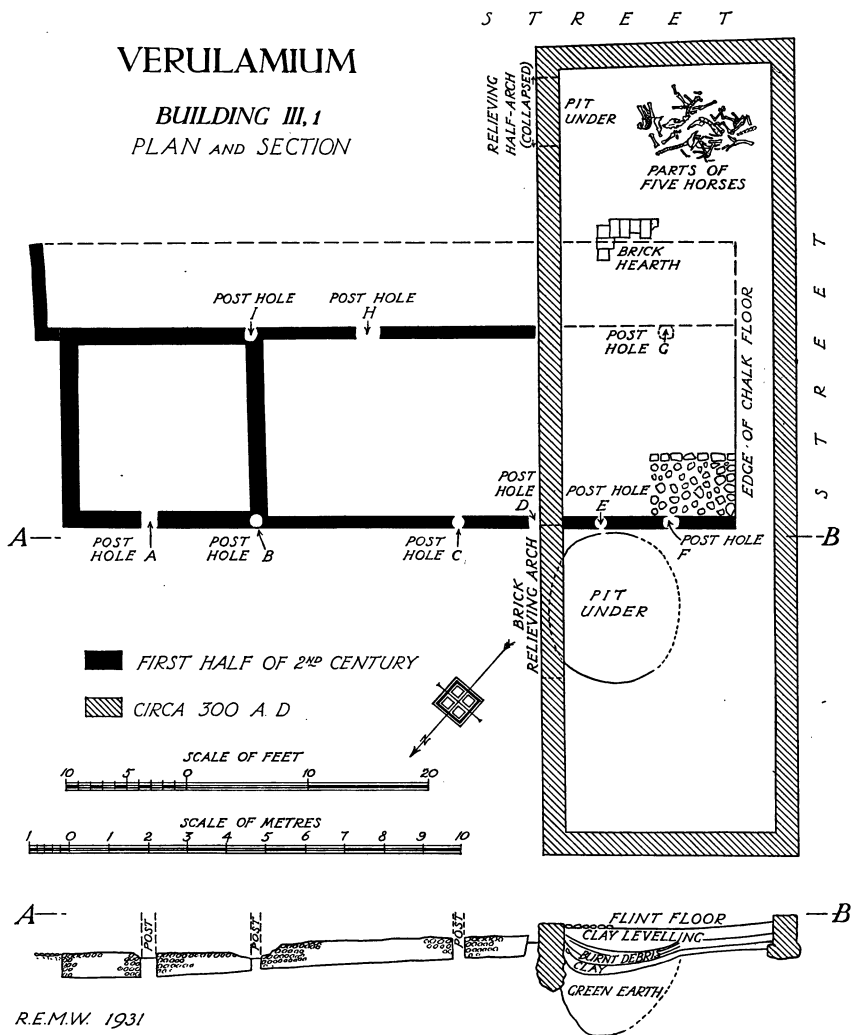 STREET
VERULAMIUM
BUILDING III, 1
PLAN AND SECTION
RELIEVING
HALF-ARCH
(COLLAPSED)
PIT
UNDER
PARTS OF
FIVE HORSES
BRICK
HEARTH
STREET
POST HOLE
I
POST HOLE
H
POST
HOLE G
EDGE · OF CHALK FLOOR
POST
HOLE
D
POST HOLE
E
A
POST
HOLE A
POST
HOLE B
POST
HOLE C
POST HOLE
F
B
BRICK
RELIEVING ARCH
PIT
UNDER
FIRST HALF OF 2ND CENTURY
CIRCA 300 A.D
N
SCALE OF FEET
10 5 0 10 20
SCALE OF METRES
1 0 2 3 4 5 6 7 8 9 10
A
POST
POST
POST
FLINT FLOOR
B
CLAY LEVELLING
BURNT DEBRIS
CLAY
GREEN EARTH
R.E.M.W. 1931